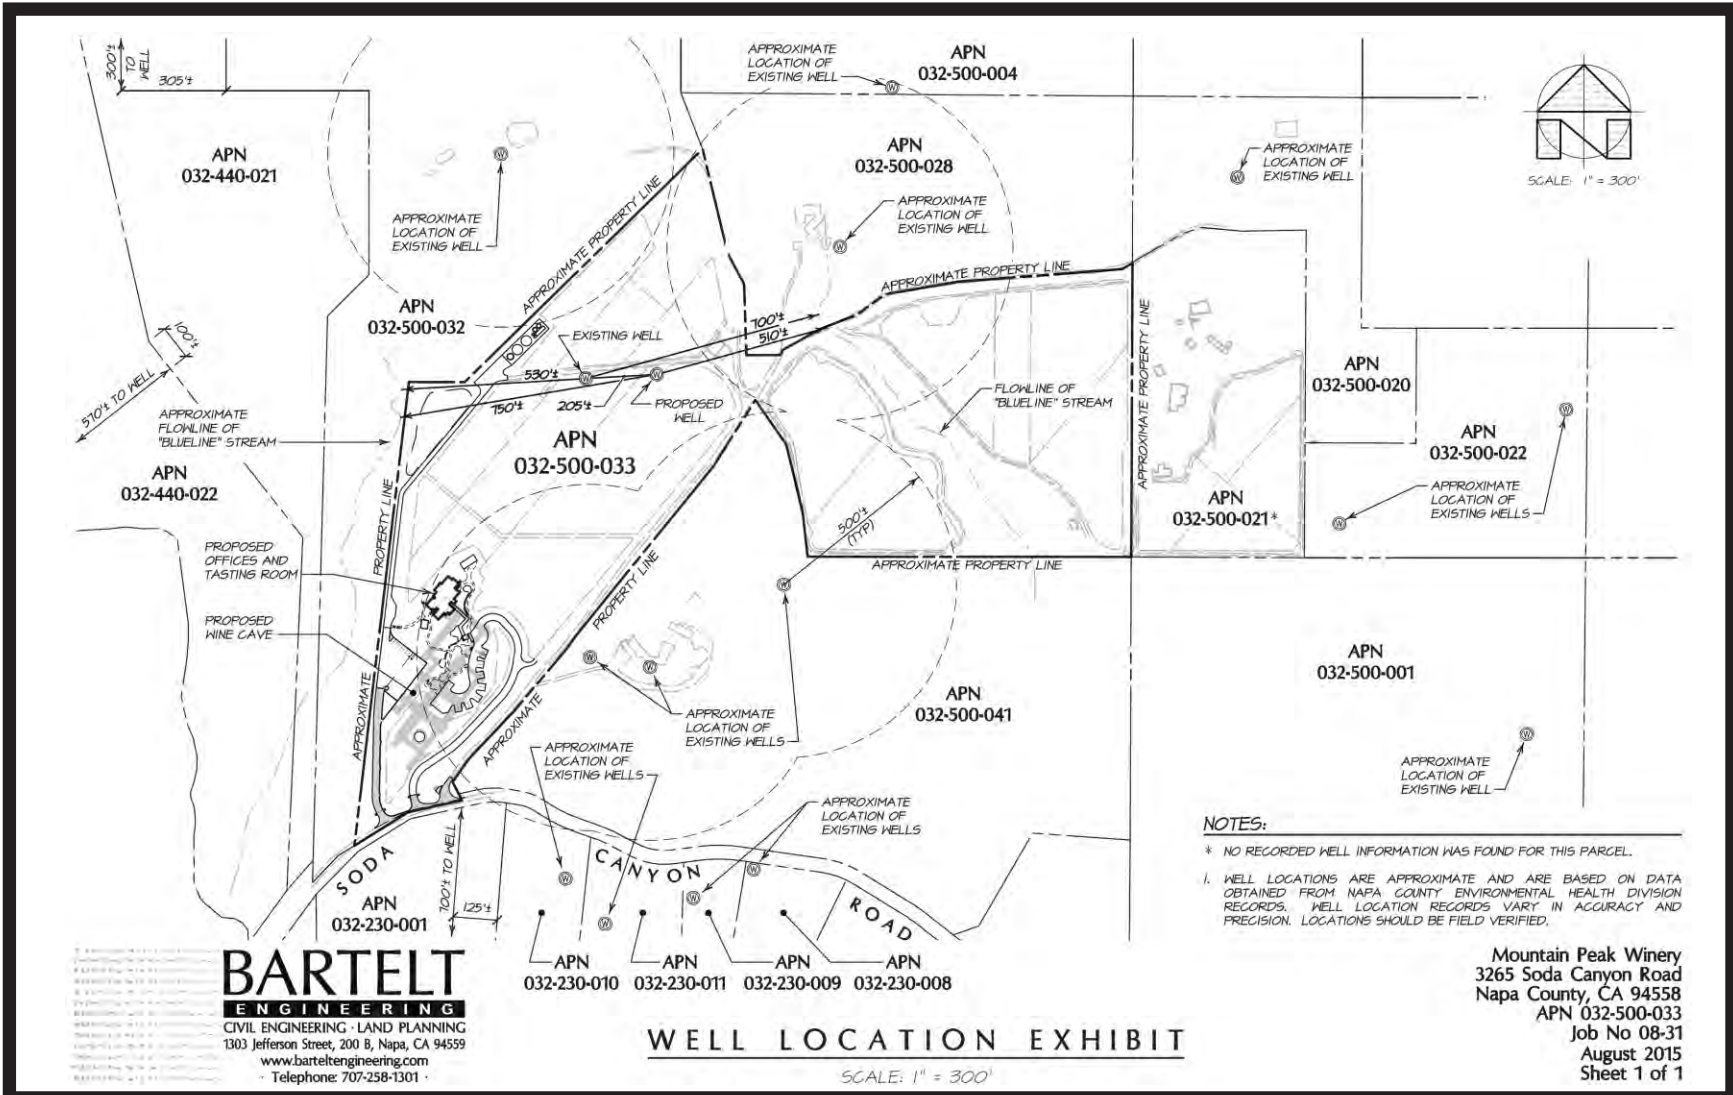 300'±
TO
WELL
305'±
APN
032-440-021
APPROXIMATE
LOCATION OF
EXISTING WELL
W
APPROXIMATE
LOCATION OF
EXISTING WELL
W
APN
032-500-004
APN
032-500-028
APPROXIMATE
LOCATION OF
EXISTING WELL
W
APPROXIMATE
LOCATION OF
EXISTING WELL
W
N
SCALE: 1" = 300'
APPROXIMATE PROPERTY LINE
APN
032-500-032
EXISTING WELL
W
700'±
510'±
530'±
750'±
205'±
W
PROPOSED
WELL
APPROXIMATE PROPERTY LINE
APPROXIMATE PROPERTY LINE
FLOWLINE OF
"BLUELINE" STREAM
100'±
570'± TO WELL
APPROXIMATE
FLOWLINE OF
"BLUELINE" STREAM
APN
032-440-022
APN
032-500-033
APN
032-500-020
APN
032-500-022
W
APPROXIMATE
LOCATION OF
EXISTING WELLS
W
APN
032-500-021*
500'±
(TYP)
APPROXIMATE PROPERTY LINE
W
PROPOSED
OFFICES AND
TASTING ROOM
PROPOSED
WINE CAVE
APPROXIMATE PROPERTY LINE
APPROXIMATE PROPERTY LINE
W
W
APPROXIMATE
LOCATION OF
EXISTING WELLS
APN
032-500-041
APN
032-500-001
W
APPROXIMATE
LOCATION OF
EXISTING WELL
APPROXIMATE
LOCATION OF
EXISTING WELLS
APPROXIMATE
LOCATION OF
EXISTING WELLS
W
W
W
W
SODA CANYON ROAD
100'± TO WELL
125'±
APN
032-230-001
APN
032-230-010
APN
032-230-011
APN
032-230-009
APN
032-230-008
NOTES:
* NO RECORDED WELL INFORMATION WAS FOUND FOR THIS PARCEL.
1. WELL LOCATIONS ARE APPROXIMATE AND ARE BASED ON DATA
OBTAINED FROM NAPA COUNTY ENVIRONMENTAL HEALTH DIVISION
RECORDS. WELL LOCATION RECORDS VARY IN ACCURACY AND
PRECISION. LOCATIONS SHOULD BE FIELD VERIFIED.
BARTELT
ENGINEERING
CIVIL ENGINEERING · LAND PLANNING
1303 Jefferson Street, 200 B, Napa, CA 94559
www.barteltengineering.com
· Telephone: 707-258-1301 ·
WELL LOCATION EXHIBIT
SCALE: 1" = 300'
Mountain Peak Winery
3265 Soda Canyon Road
Napa County, CA 94558
APN 032-500-033
Job No 08-31
August 2015
Sheet 1 of 1